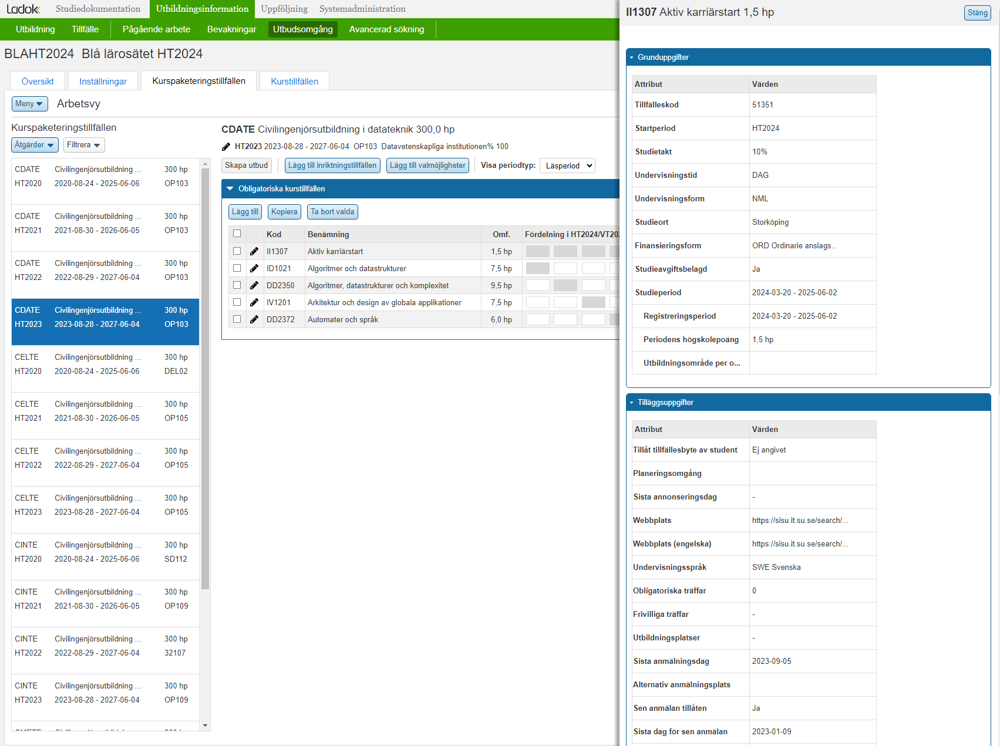 Ladok Studiedokumentation Utbildningsinformation Uppföljning Systemadministration
Utbildning Tillfälle Pågående arbete Bevakningar Utbudsomgång Avancerad sökning
BLAHT2024 Blå lärosätet HT2024
Översikt Inställningar Kurspaketeringstillfällen Kurstillfällen
Meny Arbetsvy
Kurspaketeringstillfällen
Åtgärder Filtrera
CDATE Civilingenjörsutbildning ... 300 hp
HT2020 2020-08-24 - 2025-06-06 OP103
CDATE Civilingenjörsutbildning ... 300 hp
HT2021 2021-08-30 - 2026-06-05 OP103
CDATE Civilingenjörsutbildning ... 300 hp
HT2022 2022-08-29 - 2027-06-04 OP103
CDATE Civilingenjörsutbildning ... 300 hp
HT2023 2023-08-28 - 2027-06-04 OP103
CELTE Civilingenjörsutbildning ... 300 hp
HT2020 2020-08-24 - 2025-06-06 DEL02
CELTE Civilingenjörsutbildning ... 300 hp
HT2021 2021-08-30 - 2026-06-05 OP105
CELTE Civilingenjörsutbildning ... 300 hp
HT2022 2022-08-29 - 2027-06-04 OP105
CELTE Civilingenjörsutbildning ... 300 hp
HT2023 2023-08-28 - 2027-06-04 OP105
CINTE Civilingenjörsutbildning ... 300 hp
HT2020 2020-08-24 - 2025-06-06 SD112
CINTE Civilingenjörsutbildning ... 300 hp
HT2021 2021-08-30 - 2026-06-05 OP109
CINTE Civilingenjörsutbildning ... 300 hp
HT2022 2022-08-29 - 2027-06-04 32107
CINTE Civilingenjörsutbildning ... 300 hp
HT2023 2023-08-28 - 2027-06-04 OP109
CDATE Civilingenjörsutbildning i datateknik 300,0 hp
HT2023 2023-08-28 - 2027-06-04 OP103 Datavetenskapliga institutionen% 100
Skapa utbud Lägg till inriktningstillfällen Lägg till valmöjligheter Visa periodtyp: Läsperiod
Obligatoriska kurstillfällen
Lägg till Kopiera Ta bort valda
Kod Benämning Omf. Fördelning i HT2024/VT202
II1307 Aktiv karriärstart 1,5 hp
ID1021 Algoritmer och datastrukturer 7,5 hp
DD2350 Algoritmer, datastrukturer och komplexitet 9,5 hp
IV1201 Arkitektur och design av globala applikationer 7,5 hp
DD2372 Automater och språk 6,0 hp
II1307 Aktiv karriärstart 1,5 hp Stäng
Grunduppgifter
Attribut Värden
Tillfälleskod 51351
Startperiod HT2024
Studietakt 10%
Undervisningstid DAG
Undervisningsform NML
Studieort Storköping
Finansieringsform ORD Ordinarie anslags...
Studieavgiftsbelagd Ja
Studieperiod 2024-03-20 - 2025-06-02
Registreringsperiod 2024-03-20 - 2025-06-02
Periodens högskolepoäng 1,5 hp
Utbildningsområde per o...
Tilläggsuppgifter
Attribut Värden
Tillåt tillfällesbyte av student Ej angivet
Planeringsomgång
Sista annonseringsdag -
Webbplats https://sisu.it.su.se/search/...
Webbplats (engelska) https://sisu.it.su.se/search/...
Undervisningsspråk SWE Svenska
Obligatoriska träffar 0
Frivilliga träffar -
Utbildningsplatser -
Sista anmälningsdag 2023-09-05
Alternativ anmälningsplats
Sen anmälan tillåten Ja
Sista dag för sen anmälan 2023-01-09